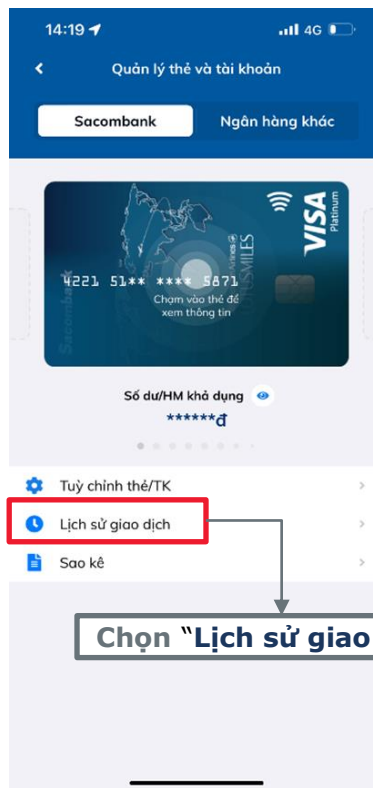 14:19
4G
Quản lý thẻ và tài khoản
Sacombank
Ngân hàng khác
VISA
Platinum
4221 51** **** 5871
Chạm vào thẻ để
xem thông tin
Sacombank
Số dư/HM khả dụng
******đ
Tuỳ chỉnh thẻ/TK
Lịch sử giao dịch
Sao kê
Chọn “Lịch sử giao